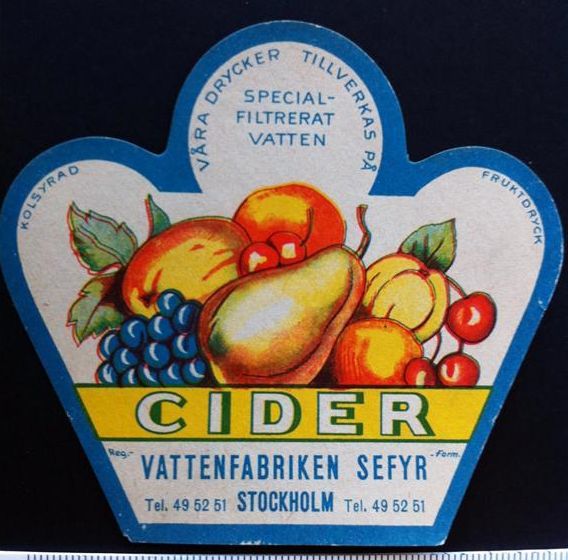 VÅRA DRYCKER TILLVERKAS PÅ
SPECIAL-
FILTRERAT
VATTEN
KOLSYRAD
FRUKTDRYCK
CIDER
Reg.- -form.
VATTENFABRIKEN SEFYR
Tel. 49 52 51 STOCKHOLM Tel. 49 52 51